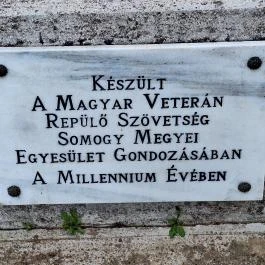 Készült
A Magyar Veterán
Repülő Szövetség
Somogy Megyei
Egyesület Gondozásában
A Millennium Évében